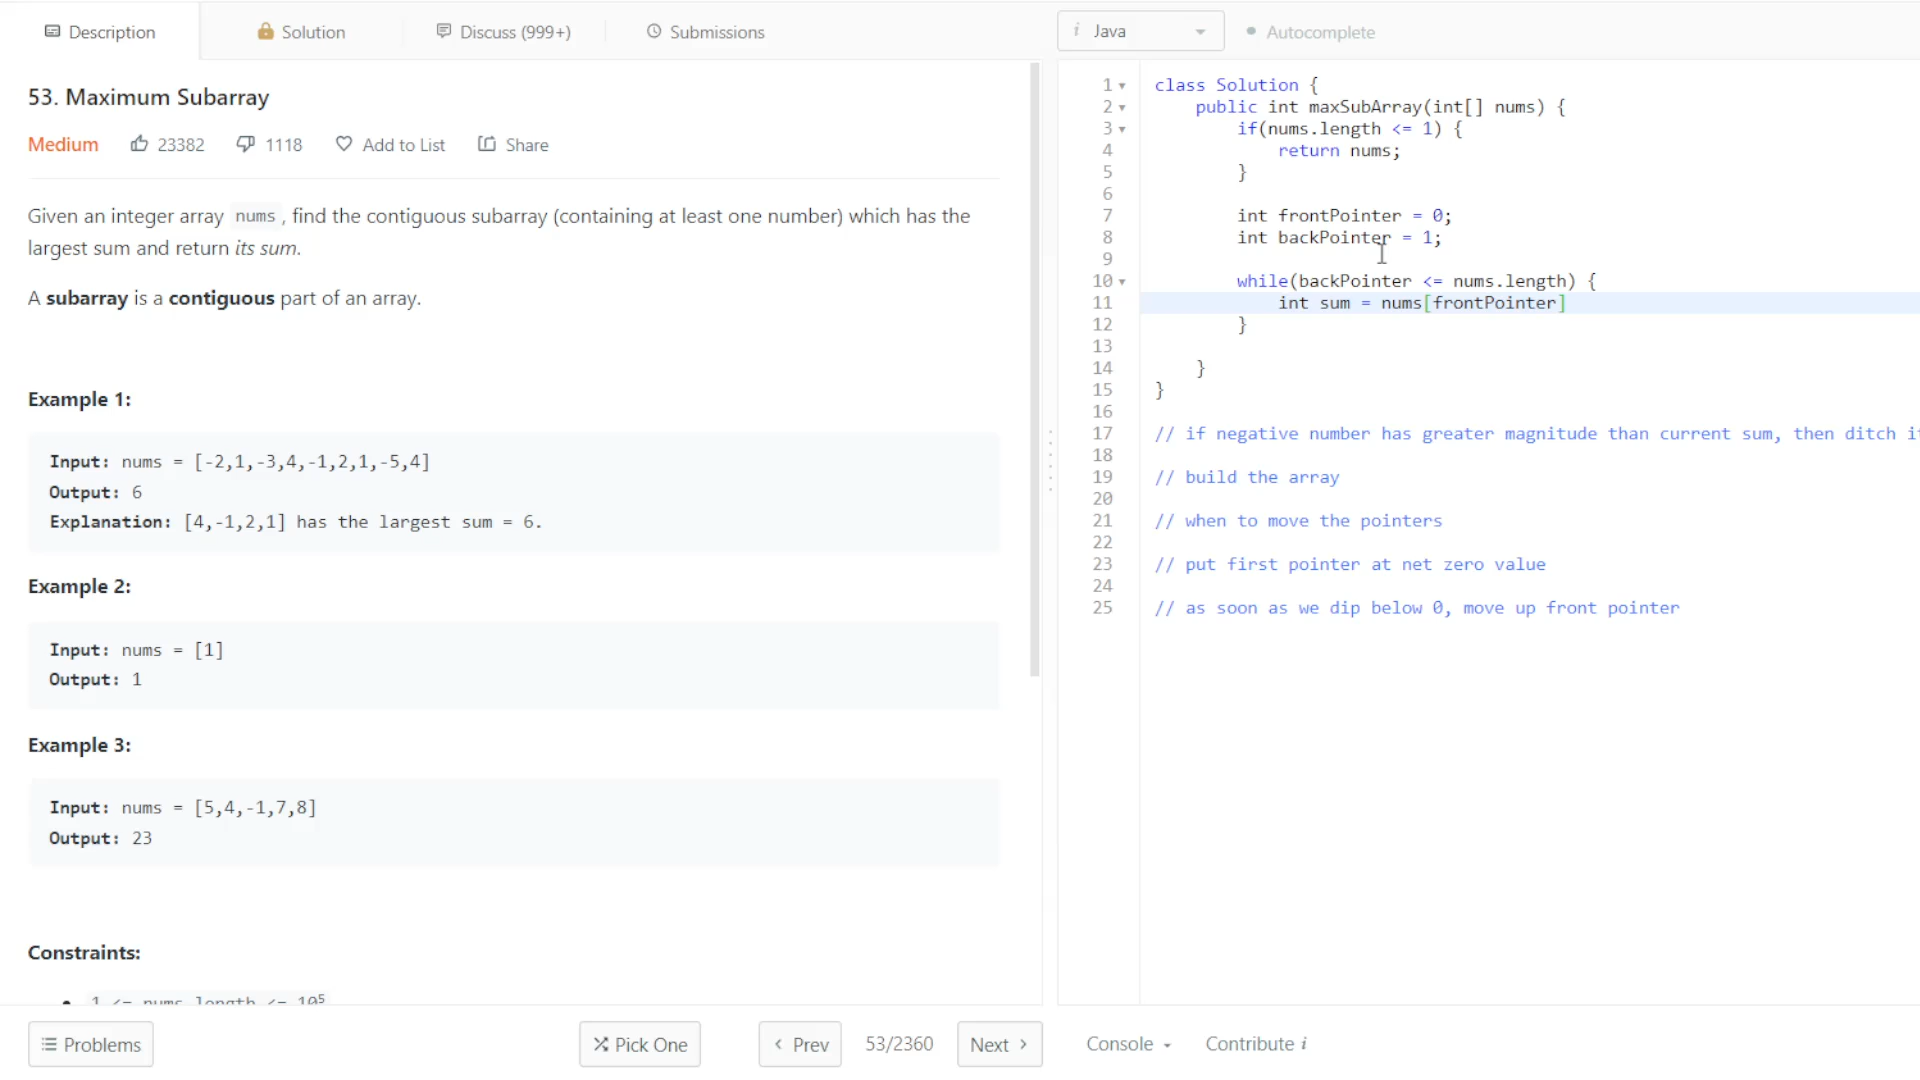 Description
Solution
Discuss (999+)
Submissions
i Java
Autocomplete
53. Maximum Subarray
Medium 23382 1118 Add to List Share
Given an integer array nums, find the contiguous subarray (containing at least one number) which has the
largest sum and return its sum.
A subarray is a contiguous part of an array.
Example 1:
Input: nums = [-2,1,-3,4,-1,2,1,-5,4]
Output: 6
Explanation: [4,-1,2,1] has the largest sum = 6.
Example 2:
Input: nums = [1]
Output: 1
Example 3:
Input: nums = [5,4,-1,7,8]
Output: 23
Constraints:
1 <= nums.length <= 10⁵
1 class Solution {
2 public int maxSubArray(int[] nums) {
3 if(nums.length <= 1) {
4 return nums;
5 }
6
7 int frontPointer = 0;
8 int backPointer = 1;
9
10 while(backPointer <= nums.length) {
11 int sum = nums[frontPointer]
12 }
13
14 }
15 }
16
17 // if negative number has greater magnitude than current sum, then ditch i
18
19 // build the array
20
21 // when to move the pointers
22
23 // put first pointer at net zero value
24
25 // as soon as we dip below 0, move up front pointer
Problems
Pick One
Prev
53/2360
Next
Console
Contribute i